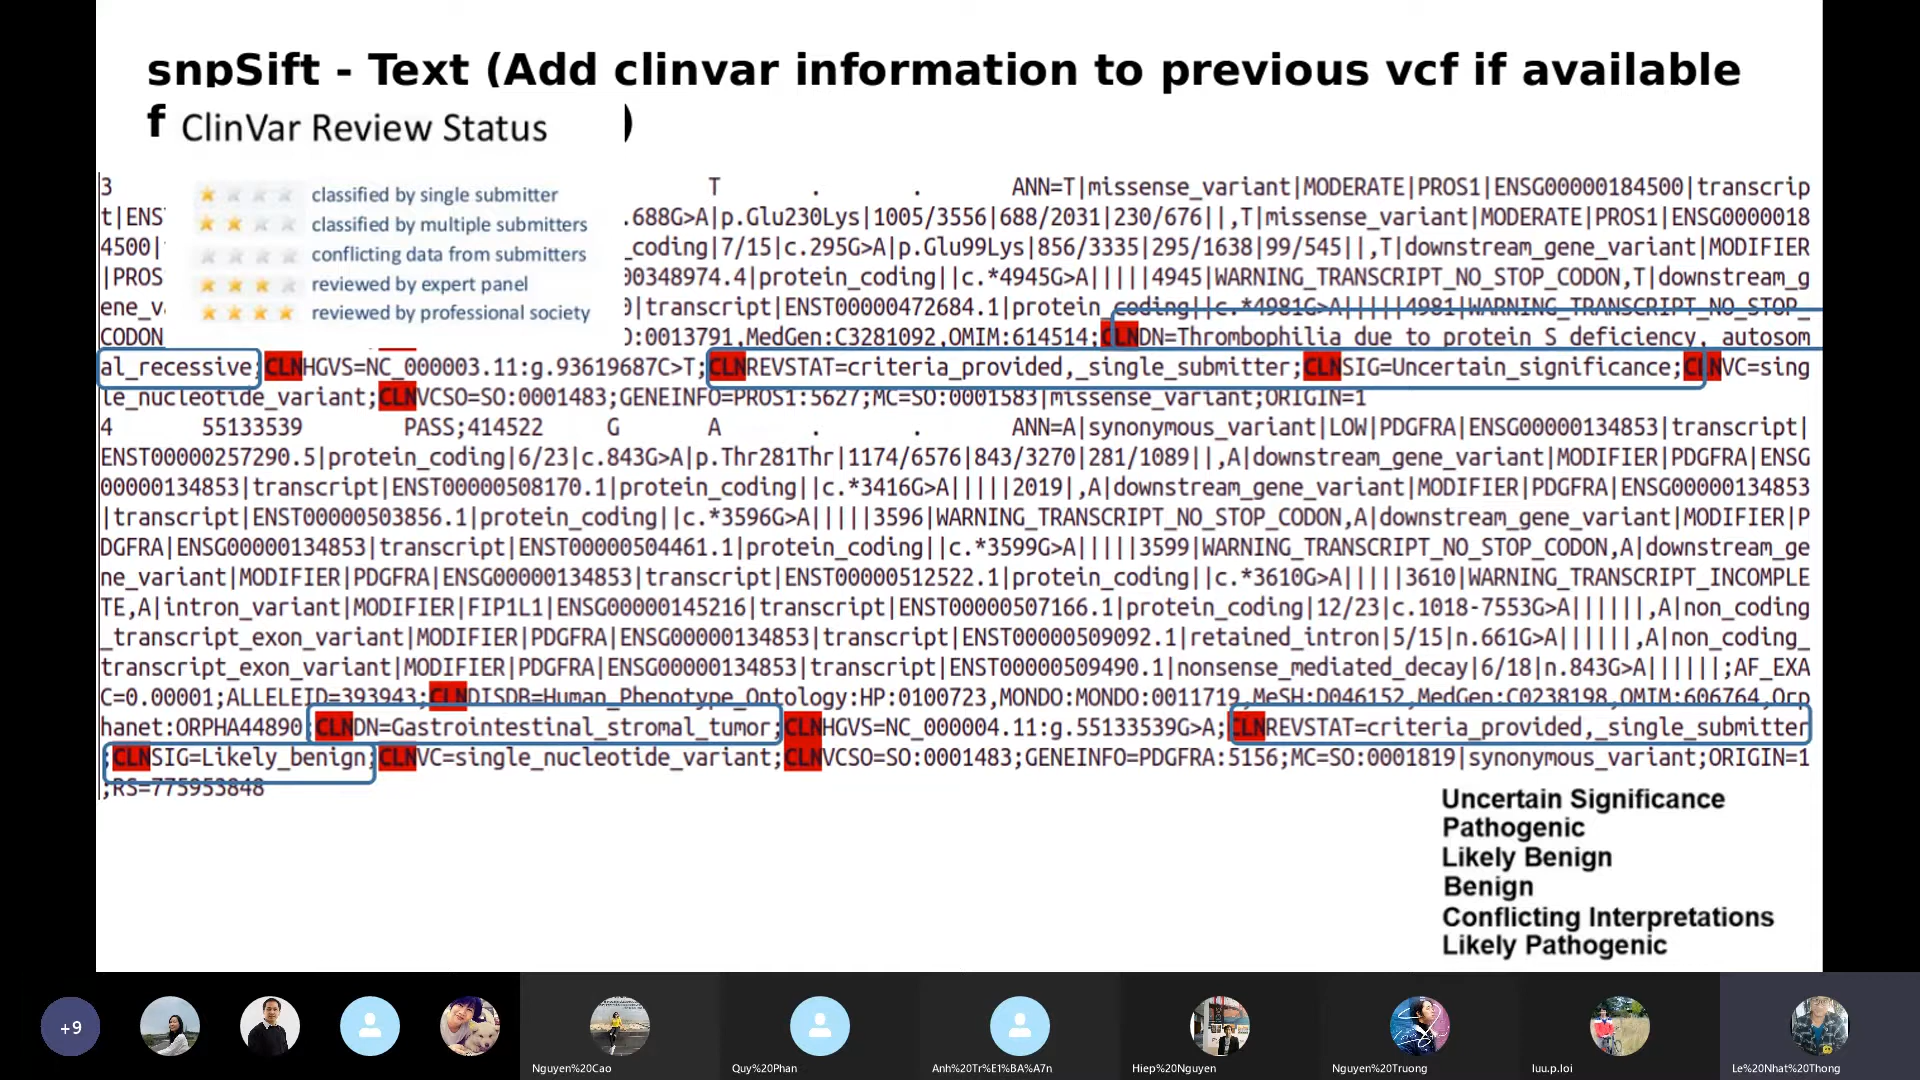 snpSift - Text (Add clinvar information to previous vcf if available
f )
ClinVar Review Status
classified by single submitter
classified by multiple submitters
conflicting data from submitters
reviewed by expert panel
reviewed by professional society
3 T . . ANN=T|missense_variant|MODERATE|PROS1|ENSG00000184500|transcrip
t|ENS .688G>A|p.Glu230Lys|1005/3556|688/2031|230/676||,T|missense_variant|MODERATE|PROS1|ENSG0000018
4500| _coding|7/15|c.295G>A|p.Glu99Lys|856/3335|295/1638|99/545||,T|downstream_gene_variant|MODIFIER
|PROS 00348974.4|protein_coding||c.*4945G>A|||||4945|WARNING_TRANSCRIPT_NO_STOP_CODON,T|downstream_g
ene_v 0|transcript|ENST00000472684.1|protein_coding||c.*4981G>A|||||4981|WARNING_TRANSCRIPT_NO_STOP_
CODON O:0013791,MedGen:C3281092,OMIM:614514;CLNDN=Thrombophilia_due_to_protein_S_deficiency,_autosom
al_recessive;CLNHGVS=NC_000003.11:g.93619687C>T;CLNREVSTAT=criteria_provided,_single_submitter;CLNSIG=Uncertain_significance;CLNVC=sing
le_nucleotide_variant;CLNVCSO=SO:0001483;GENEINFO=PROS1:5627;MC=SO:0001583|missense_variant;ORIGIN=1
4 55133539 PASS;414522 G A . . ANN=A|synonymous_variant|LOW|PDGFRA|ENSG00000134853|transcript|
ENST00000257290.5|protein_coding|6/23|c.843G>A|p.Thr281Thr|1174/6576|843/3270|281/1089||,A|downstream_gene_variant|MODIFIER|PDGFRA|ENSG
00000134853|transcript|ENST00000508170.1|protein_coding||c.*3416G>A|||||2019|,A|downstream_gene_variant|MODIFIER|PDGFRA|ENSG00000134853
|transcript|ENST00000503856.1|protein_coding||c.*3596G>A|||||3596|WARNING_TRANSCRIPT_NO_STOP_CODON,A|downstream_gene_variant|MODIFIER|P
DGFRA|ENSG00000134853|transcript|ENST00000504461.1|protein_coding||c.*3599G>A|||||3599|WARNING_TRANSCRIPT_NO_STOP_CODON,A|downstream_ge
ne_variant|MODIFIER|PDGFRA|ENSG00000134853|transcript|ENST00000512522.1|protein_coding||c.*3610G>A|||||3610|WARNING_TRANSCRIPT_INCOMPLE
TE,A|intron_variant|MODIFIER|FIP1L1|ENSG00000145216|transcript|ENST00000507166.1|protein_coding|12/23|c.1018-7553G>A||||||,A|non_coding
_transcript_exon_variant|MODIFIER|PDGFRA|ENSG00000134853|transcript|ENST00000509092.1|retained_intron|5/15|n.661G>A||||||,A|non_coding_
transcript_exon_variant|MODIFIER|PDGFRA|ENSG00000134853|transcript|ENST00000509490.1|nonsense_mediated_decay|6/18|n.843G>A||||||;AF_EXA
C=0.00001;ALLELEID=393943;CLNDISDB=Human_Phenotype_Ontology:HP:0100723,MONDO:MONDO:0011719,MeSH:D046152,MedGen:C0238198,OMIM:606764,Orp
hanet:ORPHA44890;CLNDN=Gastrointestinal_stromal_tumor;CLNHGVS=NC_000004.11:g.55133539G>A;CLNREVSTAT=criteria_provided,_single_submitter
;CLNSIG=Likely_benign;CLNVC=single_nucleotide_variant;CLNVCSO=SO:0001483;GENEINFO=PDGFRA:5156;MC=SO:0001819|synonymous_variant;ORIGIN=1
;RS=775953848
Uncertain Significance
Pathogenic
Likely Benign
Benign
Conflicting Interpretations
Likely Pathogenic
+9
Nguyen%20Cao
Quy%20Phan
Anh%20Tr%E1%BA%A7n
Hiep%20Nguyen
Nguyen%20Truong
luu.p.loi
Le%20Nhat%20Thong